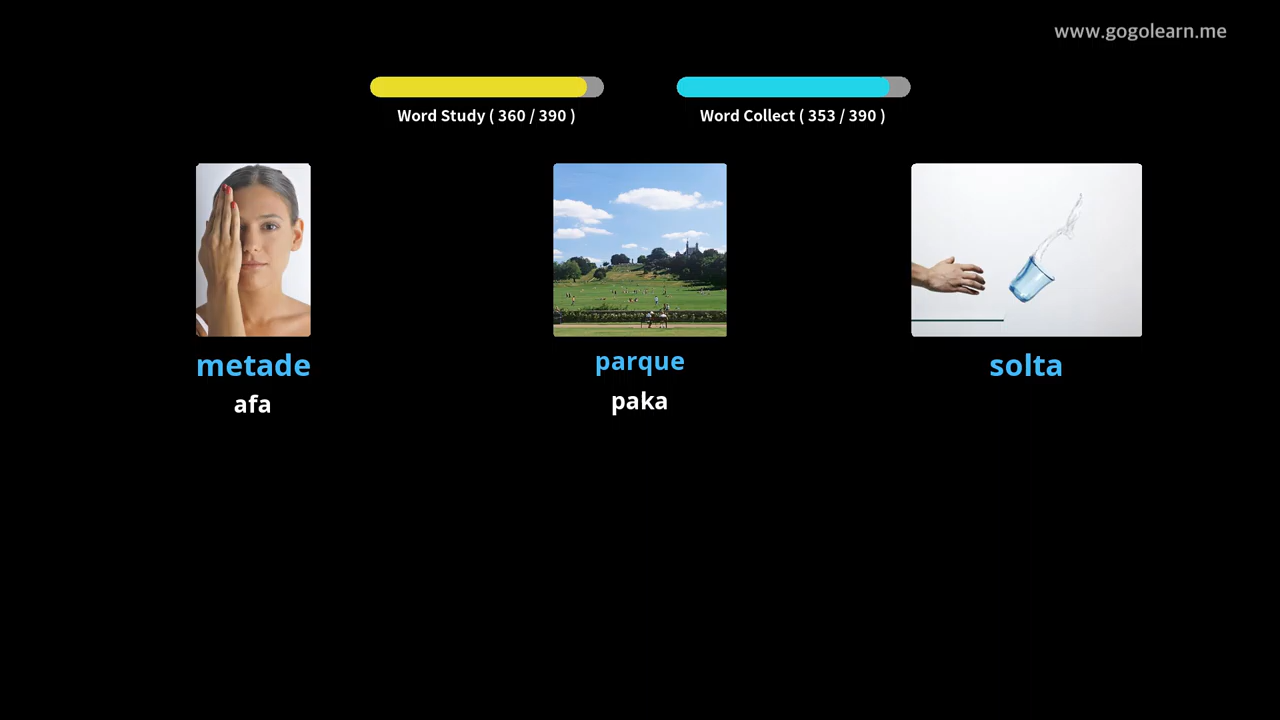 www.gogolearn.me
Word Study ( 360 / 390 )
Word Collect ( 353 / 390 )
metade
afa
parque
paka
solta